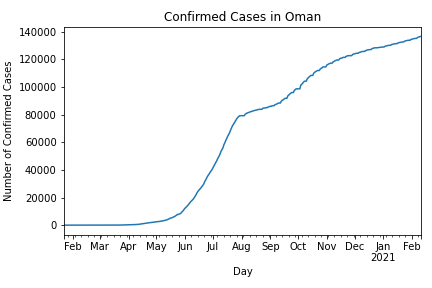 Confirmed Cases in Oman
Number of Confirmed Cases
140000
120000
100000
80000
60000
40000
20000
0
Feb Mar Apr May Jun Jul Aug Sep Oct Nov Dec Jan Feb
2021
Day